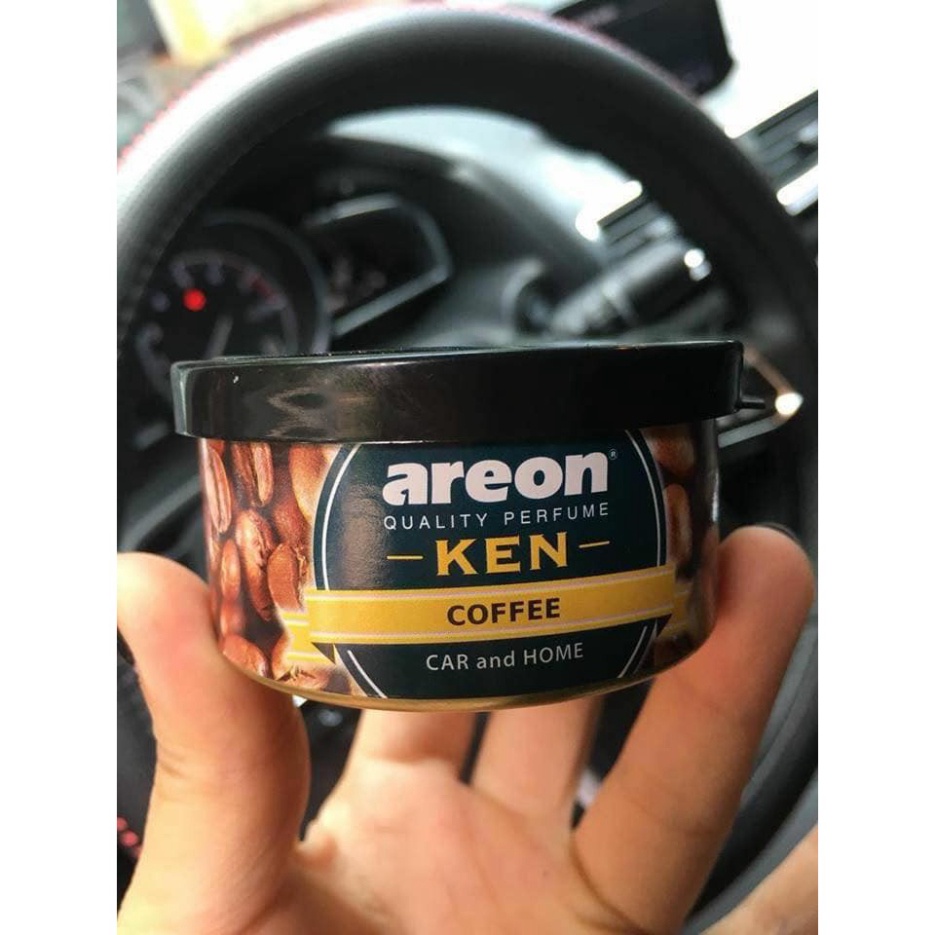 areon®
QUALITY PERFUME
KEN
COFFEE
CAR and HOME